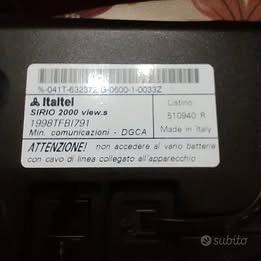 %-041T-632372.G-0600-1-0033Z
Italtel
SIRIO 2000 view.s
1998TFBI791
Min. comunicazioni - DGCA
Listino
510940 R
Made in Italy
ATTENZIONE! non accedere al vano batterie
con cavo di linea collegato all'apparecchio
subito